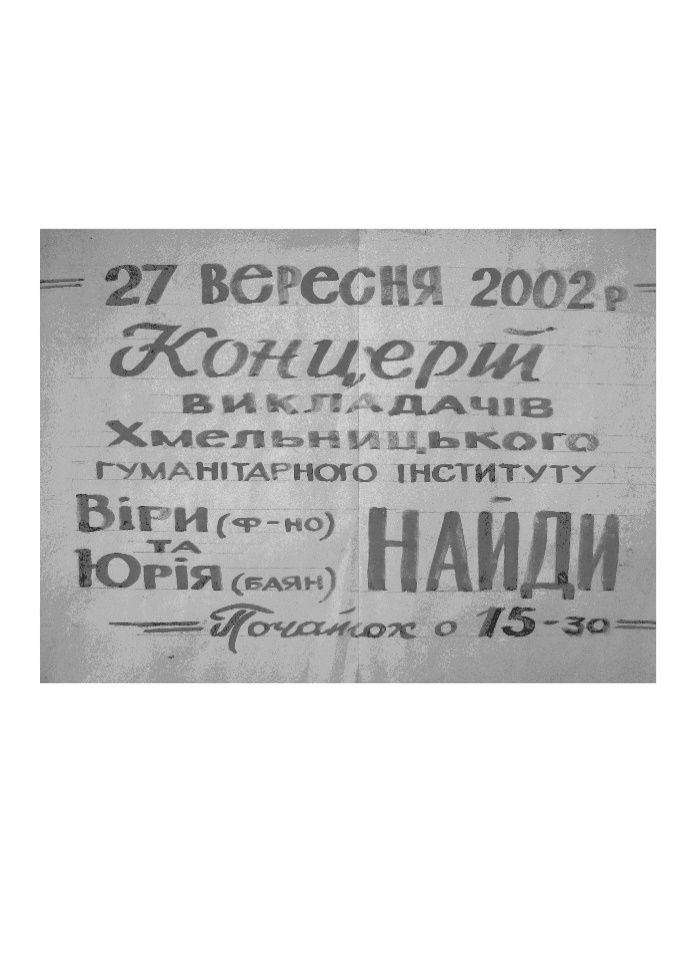 27 ВЕРЕСНЯ 2002 р
Концерт
ВИКЛАДАЧІВ
Хмельницького
ГУМАНІТАРНОГО ІНСТИТУТУ
Віри (Ф-НО)
ТА
Юрія (БАЯН)
НАЙДИ
Початок о 15-30